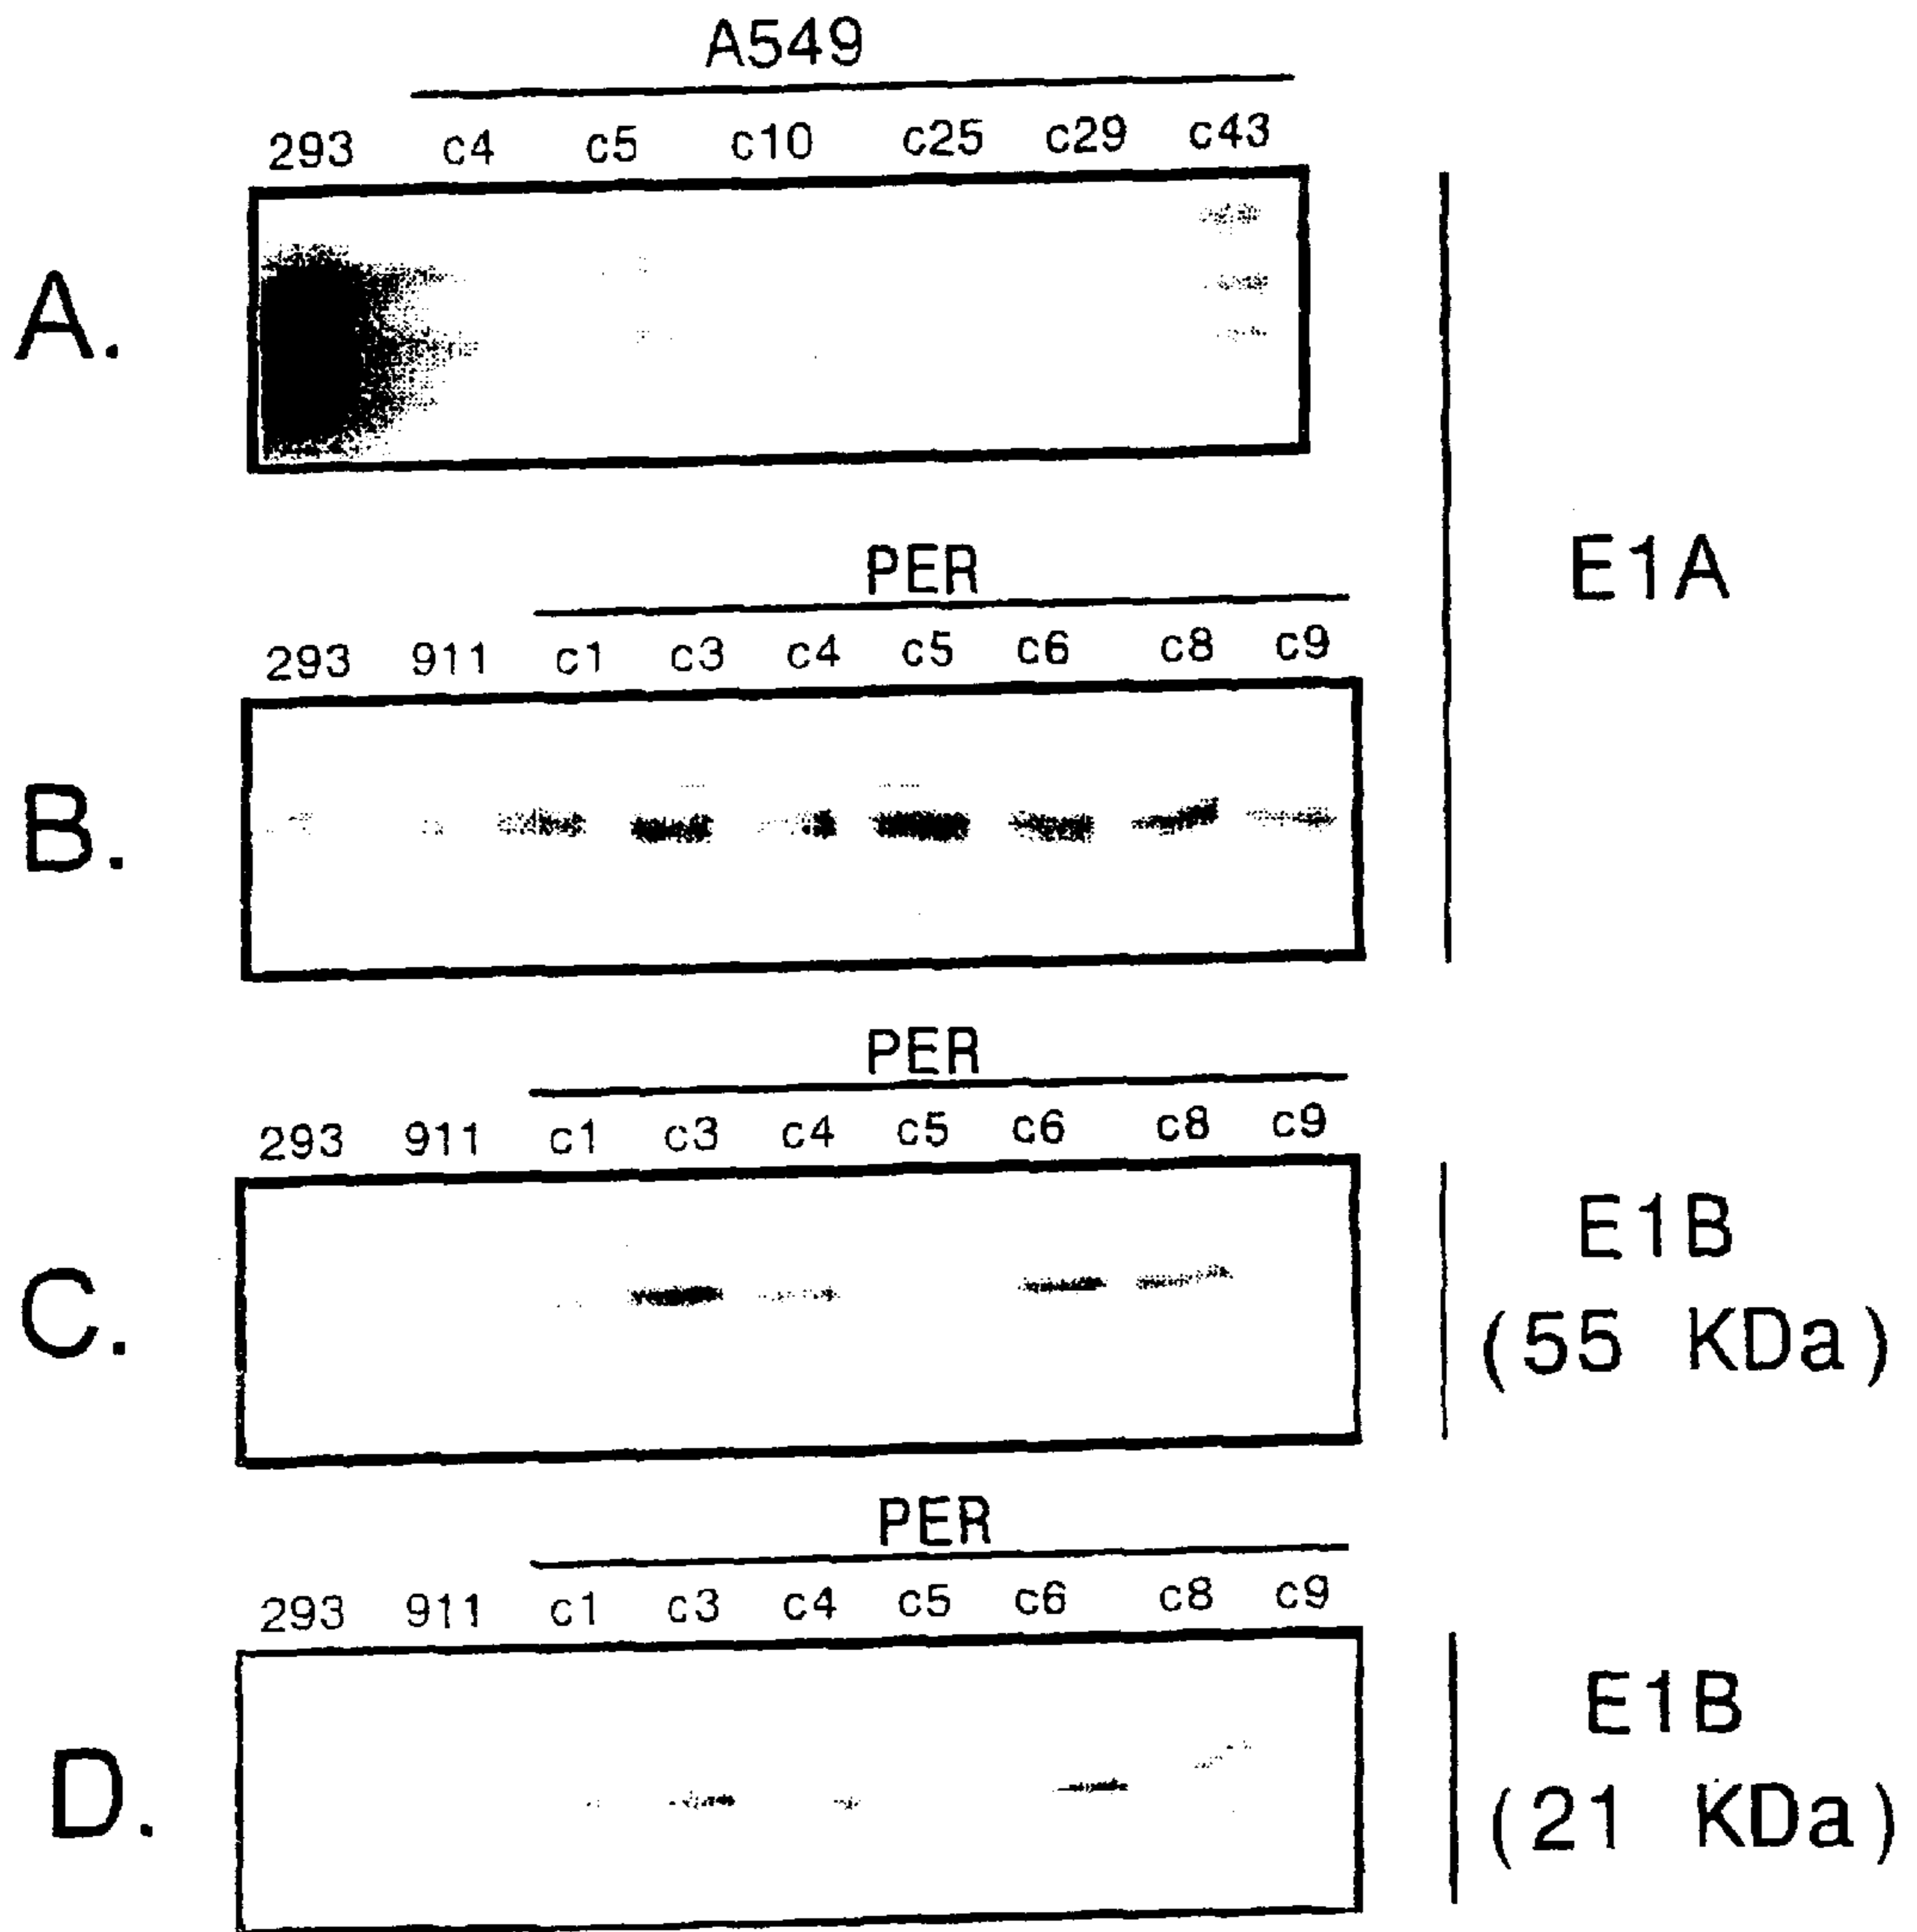 A549
293 c4 c5 c10 c25 c29 c43
A.
E1A
PER
293 911 c1 c3 c4 c5 c6 c8 c9
B.
PER
293 911 c1 c3 c4 c5 c6 c8 c9
C.
E1B
(55 KDa)
PER
293 911 c1 c3 c4 c5 c6 c8 c9
D.
E1B
(21 KDa)